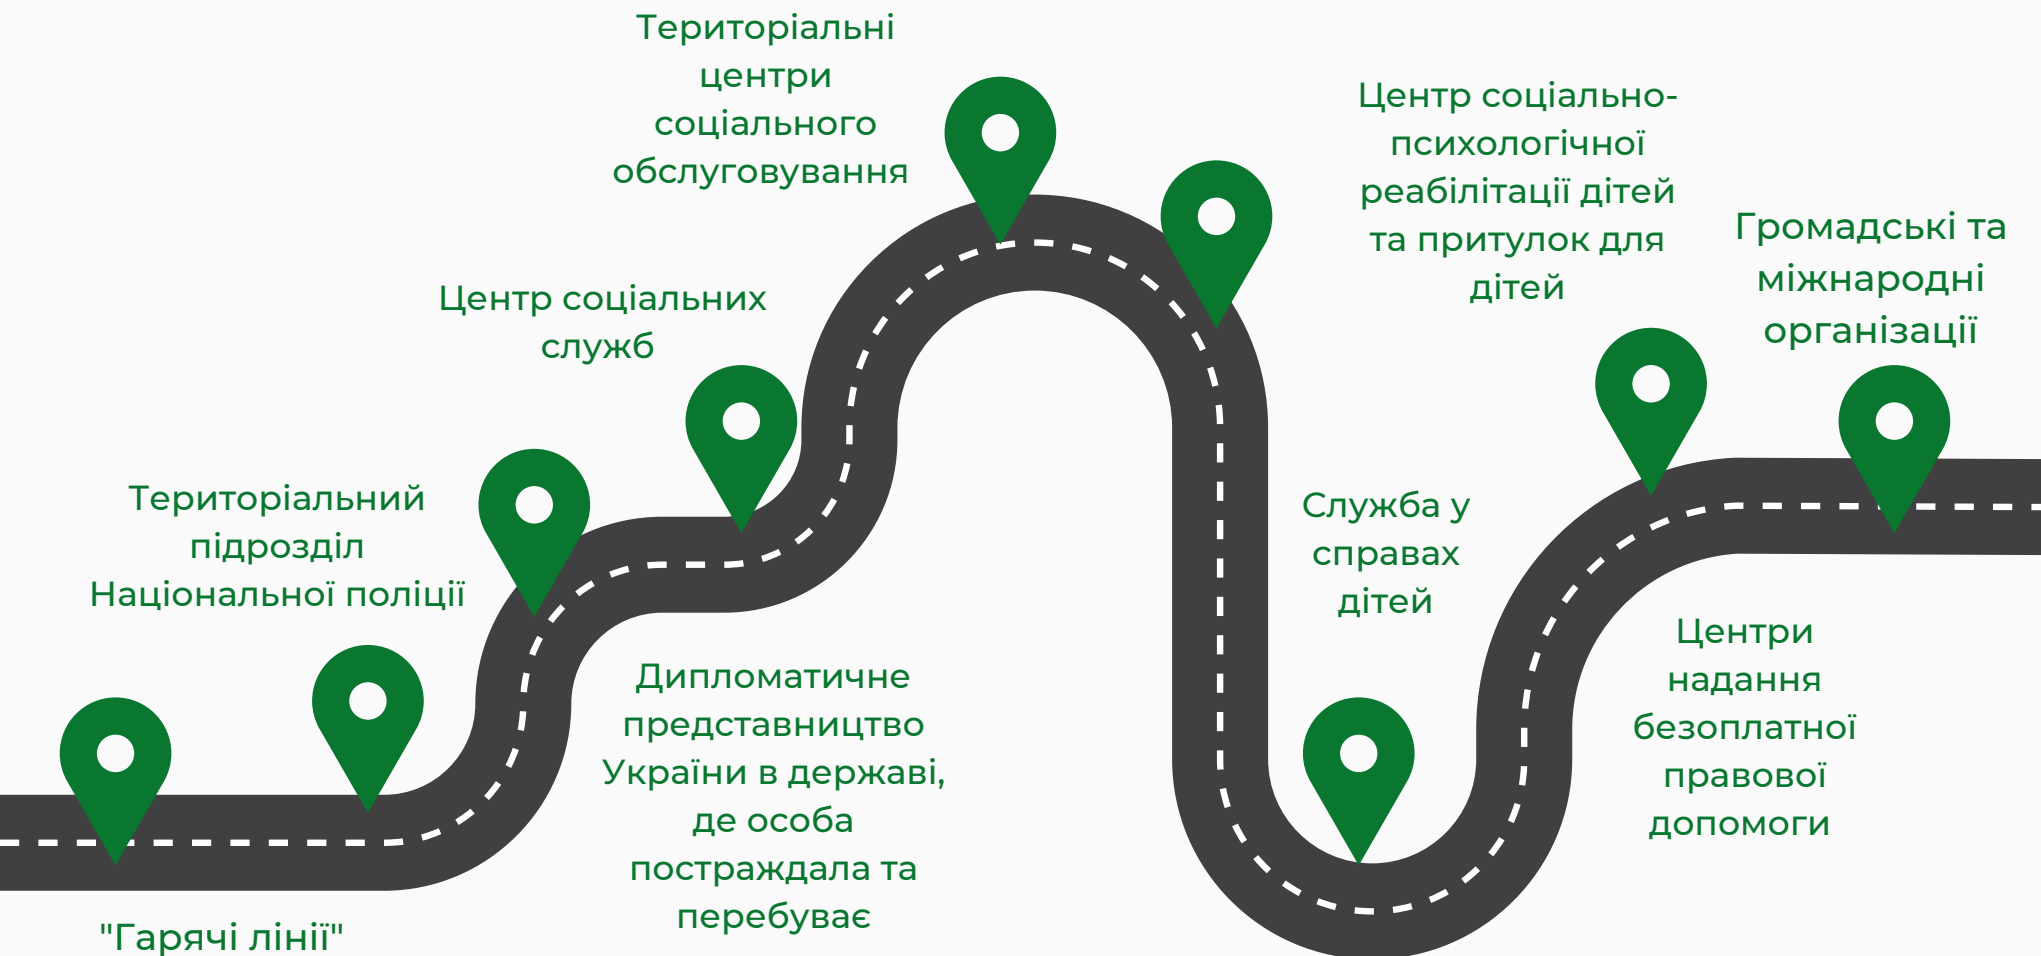 "Гарячі лінії"
Територіальний
підрозділ
Національної поліції
Дипломатичне
представництво
України в державі,
де особа
постраждала та
перебуває
Центр соціальних
служб
Територіальні
центри
соціального
обслуговування
Центр соціально-
психологічної
реабілітації дітей
та притулок для
дітей
Служба у
справах
дітей
Центри
надання
безоплатної
правової
допомоги
Громадські та
міжнародні
організації